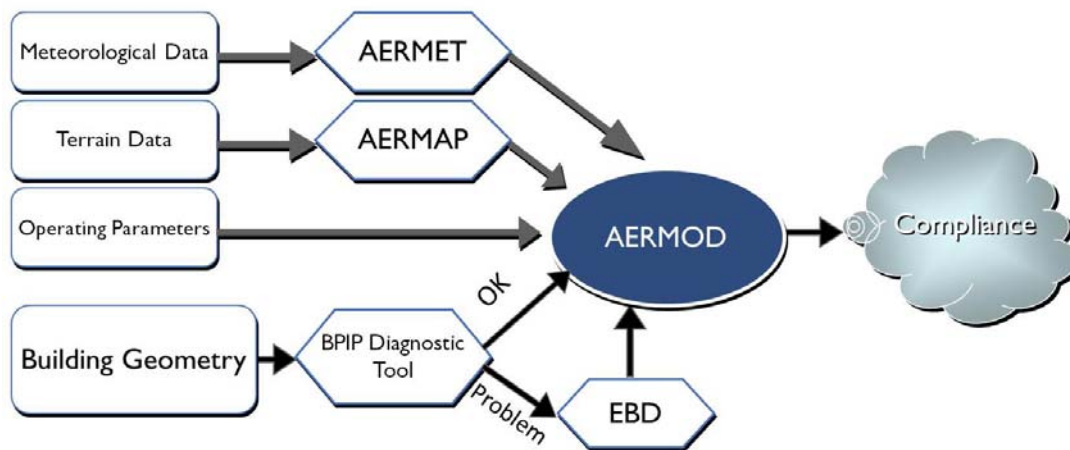 Meteorological Data
AERMET
Terrain Data
AERMAP
Operating Parameters
AERMOD
Compliance
OK
Building Geometry
BPIP Diagnostic
Tool
Problem
EBD